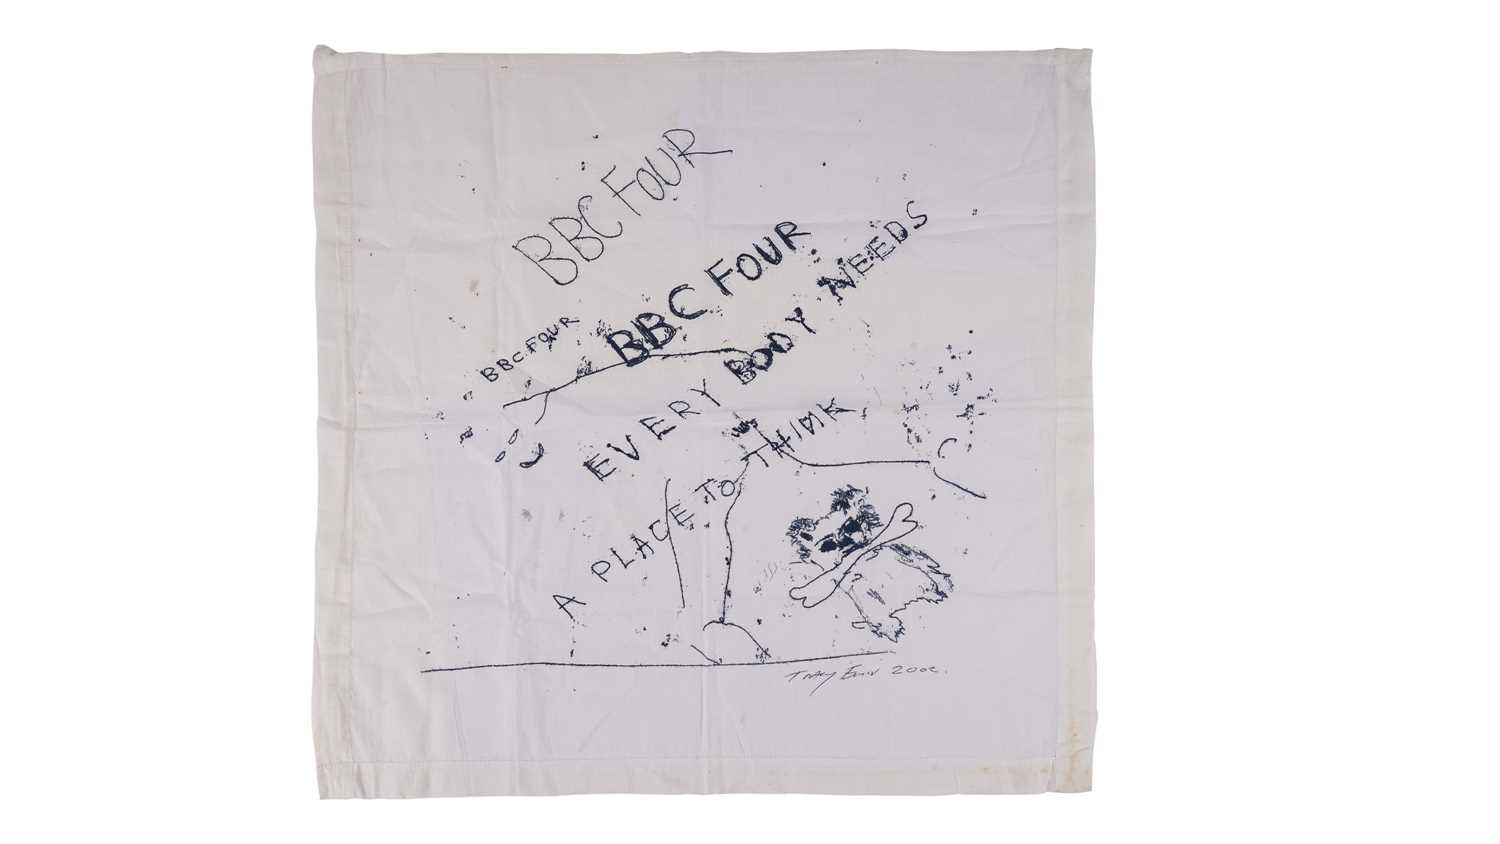 BBC FOUR
BBC FOUR
BBC FOUR
EVERY BODY NEEDS
A PLACE TO THINK
Tracey Emin 2002.